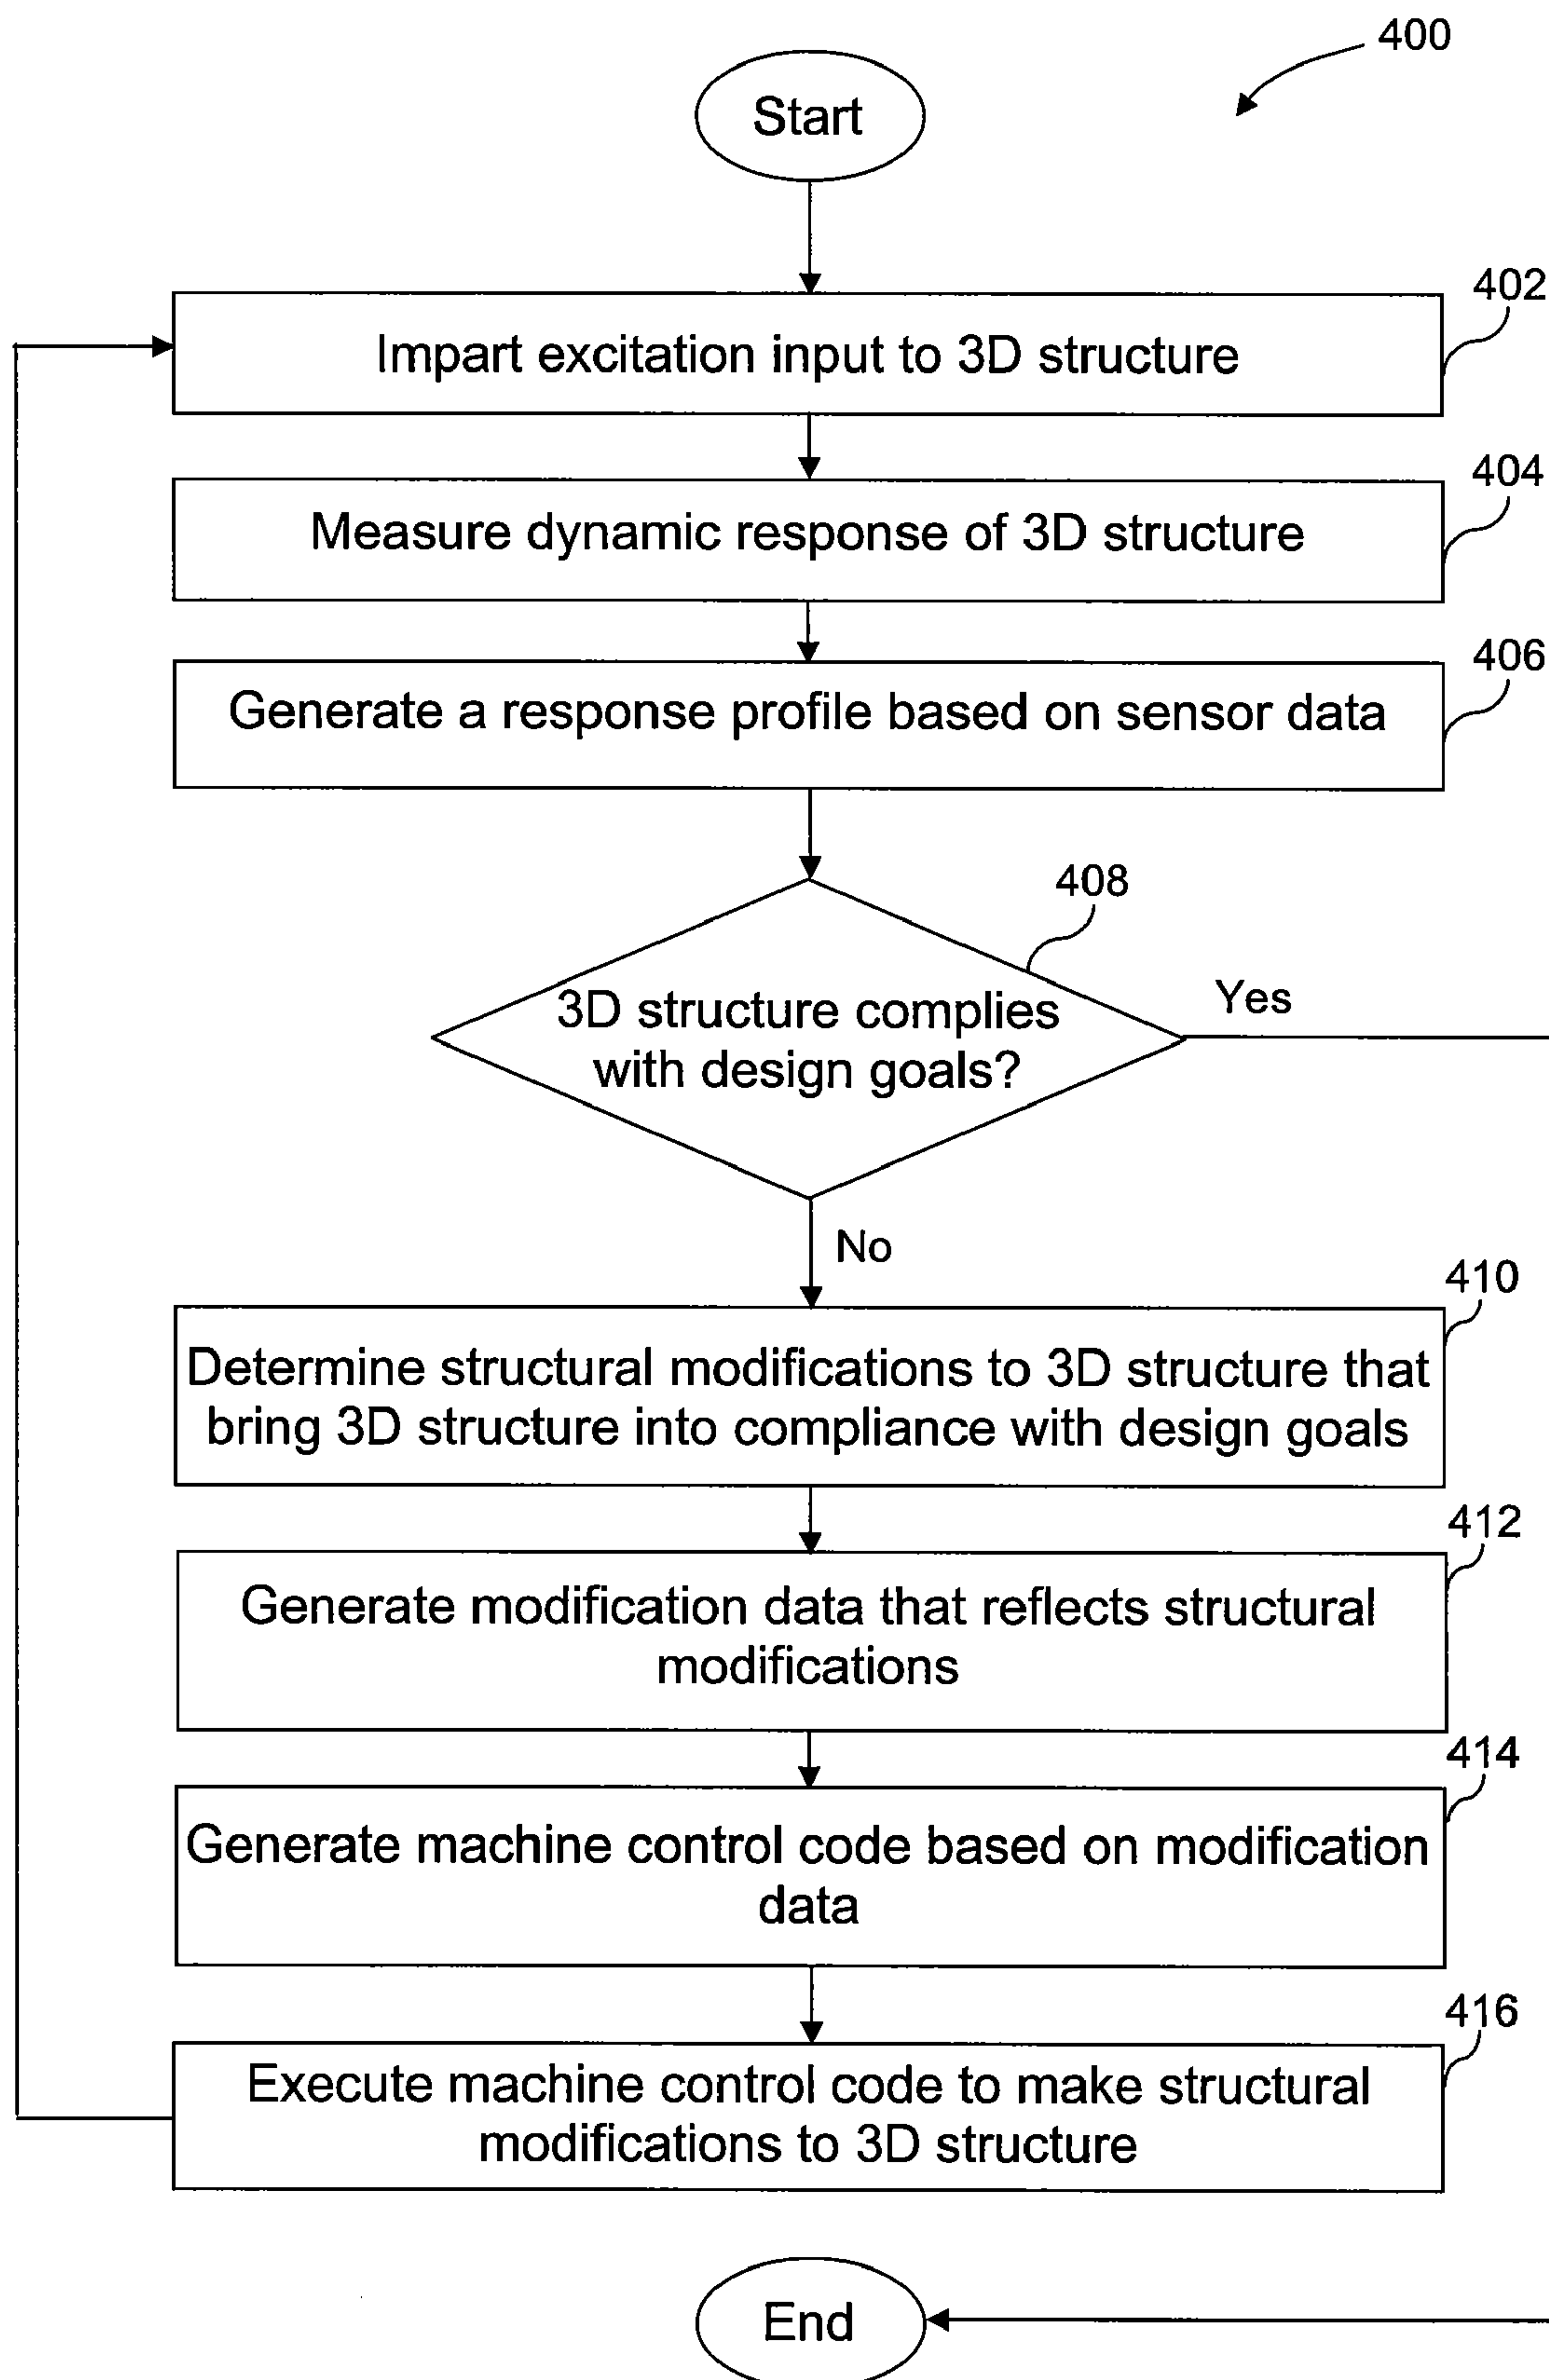 400
Start
402
Impart excitation input to 3D structure
404
Measure dynamic response of 3D structure
406
Generate a response profile based on sensor data
408
3D structure complies
with design goals?
Yes
No
410
Determine structural modifications to 3D structure that
bring 3D structure into compliance with design goals
412
Generate modification data that reflects structural
modifications
414
Generate machine control code based on modification
data
416
Execute machine control code to make structural
modifications to 3D structure
End